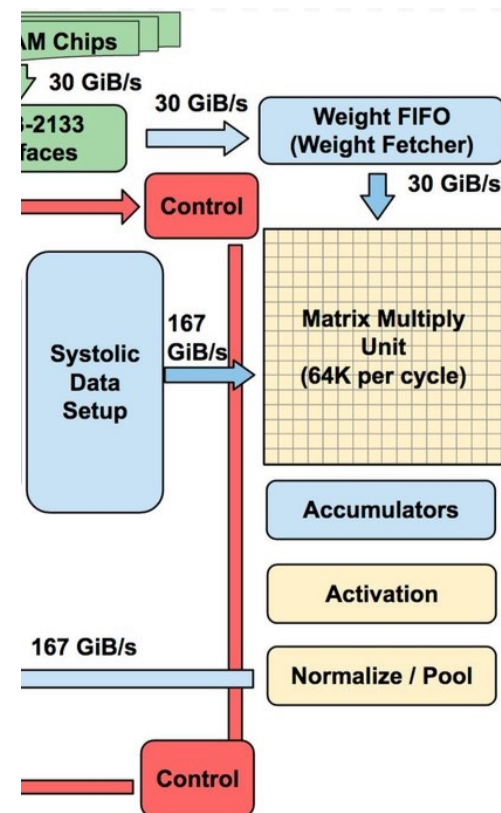 AM Chips
30 GiB/s
30 GiB/s
Weight FIFO
(Weight Fetcher)
-2133
faces
30 GiB/s
Control
167
GiB/s
Systolic
Data
Setup
Matrix Multiply
Unit
(64K per cycle)
Accumulators
Activation
167 GiB/s
Normalize / Pool
Control